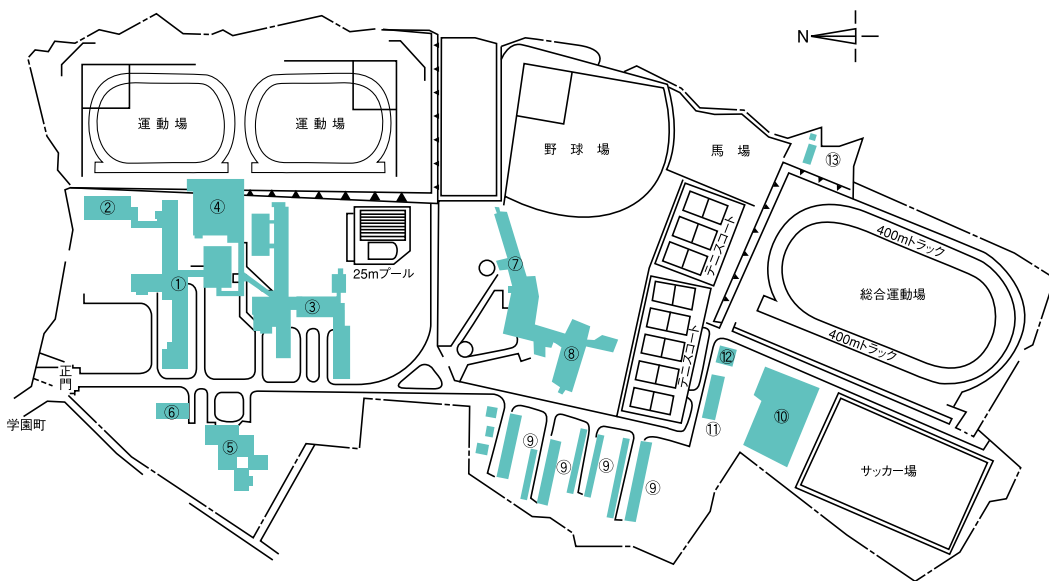 N
運動場
運動場
野球場
馬場
⑬
②
④
テニスコート
400mトラック
25mプール
⑦
総合運動場
①
③
テニスコート
400mトラック
⑧
⑫
正門
学園町
⑥
⑪
⑩
⑤
⑨
⑨
⑨
⑨
サッカー場